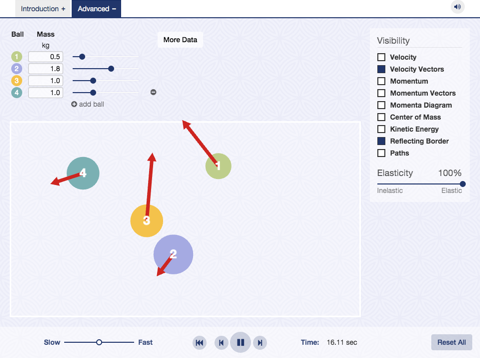 Introduction + Advanced −
Ball Mass
kg
More Data
1 0.5
2 1.8
3 1.0
4 1.0
+ add ball
Visibility
Velocity
Velocity Vectors
Momentum
Momentum Vectors
Momenta Diagram
Center of Mass
Kinetic Energy
Reflecting Border
Paths
Elasticity 100%
Inelastic Elastic
1
4
3
2
Slow Fast
Time: 16.11 sec
Reset All